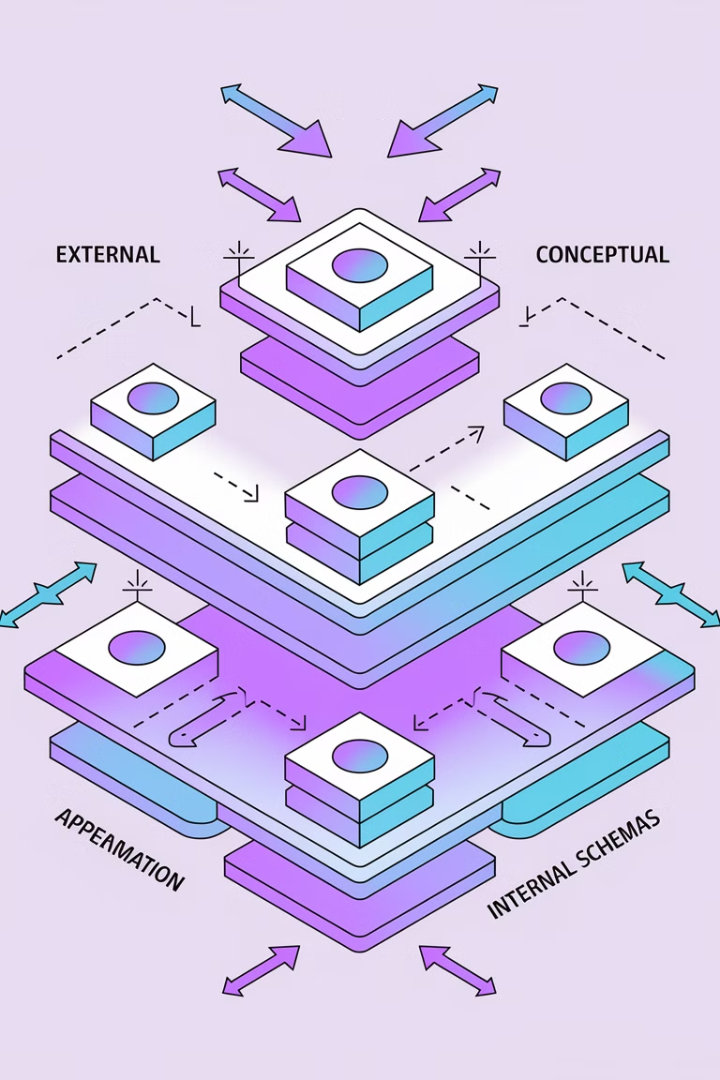 EXTERNAL
CONCEPTUAL
APPEAMATION
INTERNAL SCHEMAS